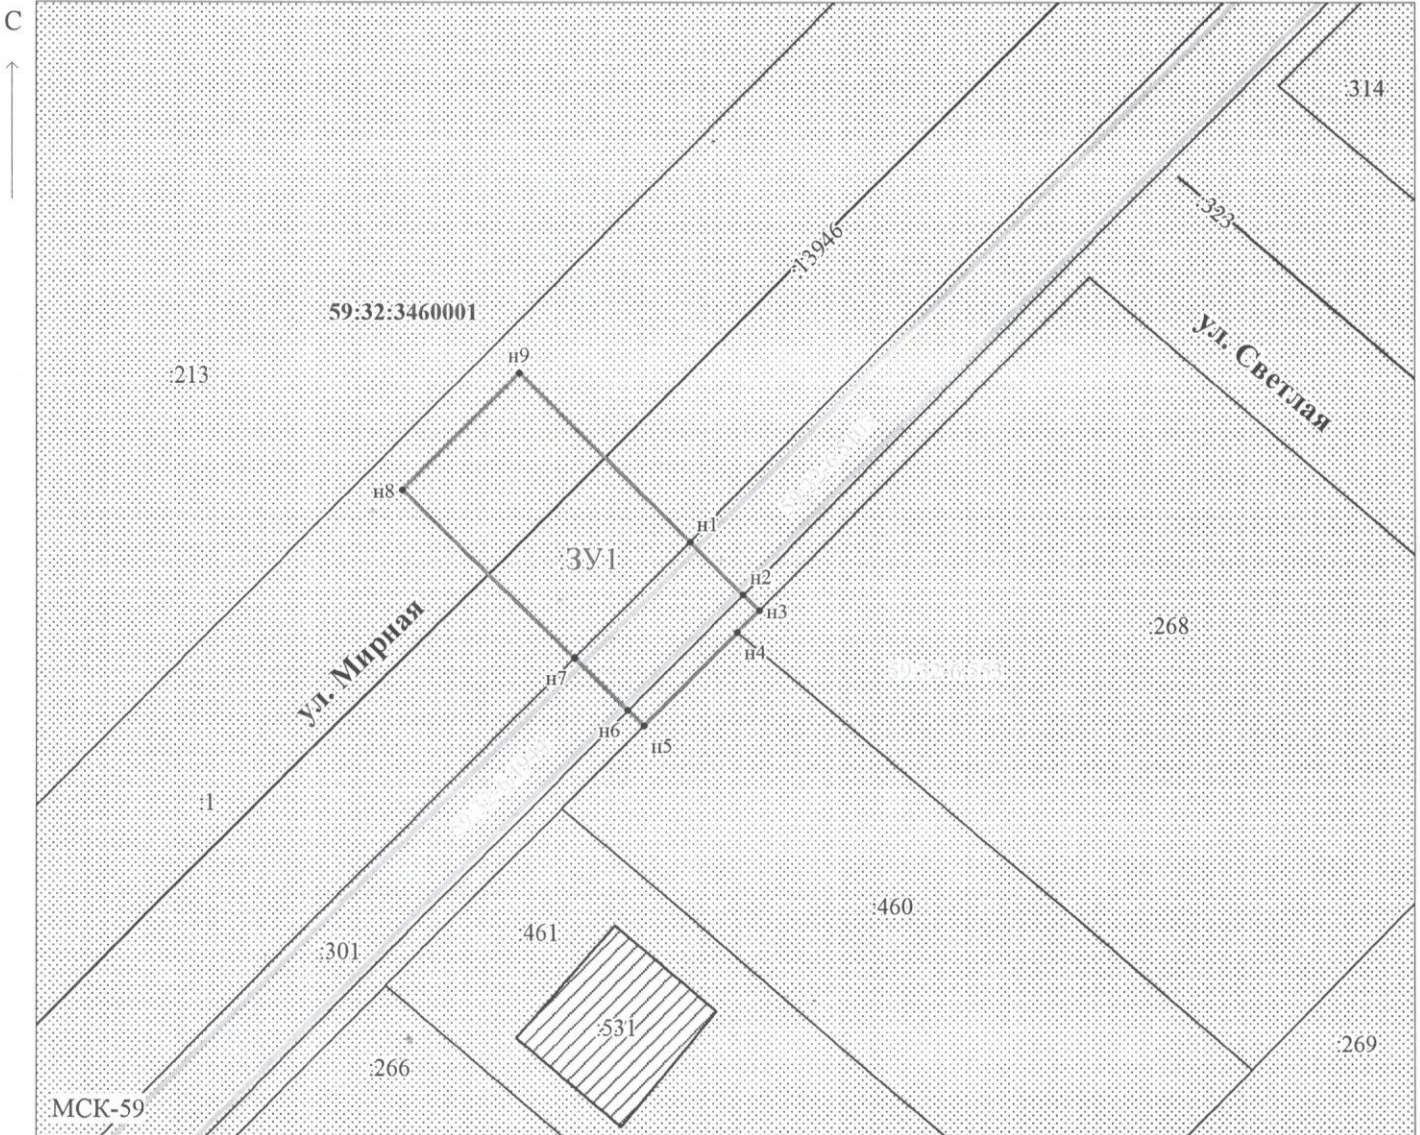 С
:314
:323
:13946
59:32:3460001
ул. Светлая
н9
:213
н8
н1
:ЗУ1
н2
н3
ул. Мирная
:268
н4
н7
н6
н5
:1
:460
:461
:301
:531
:266
:269
МСК-59